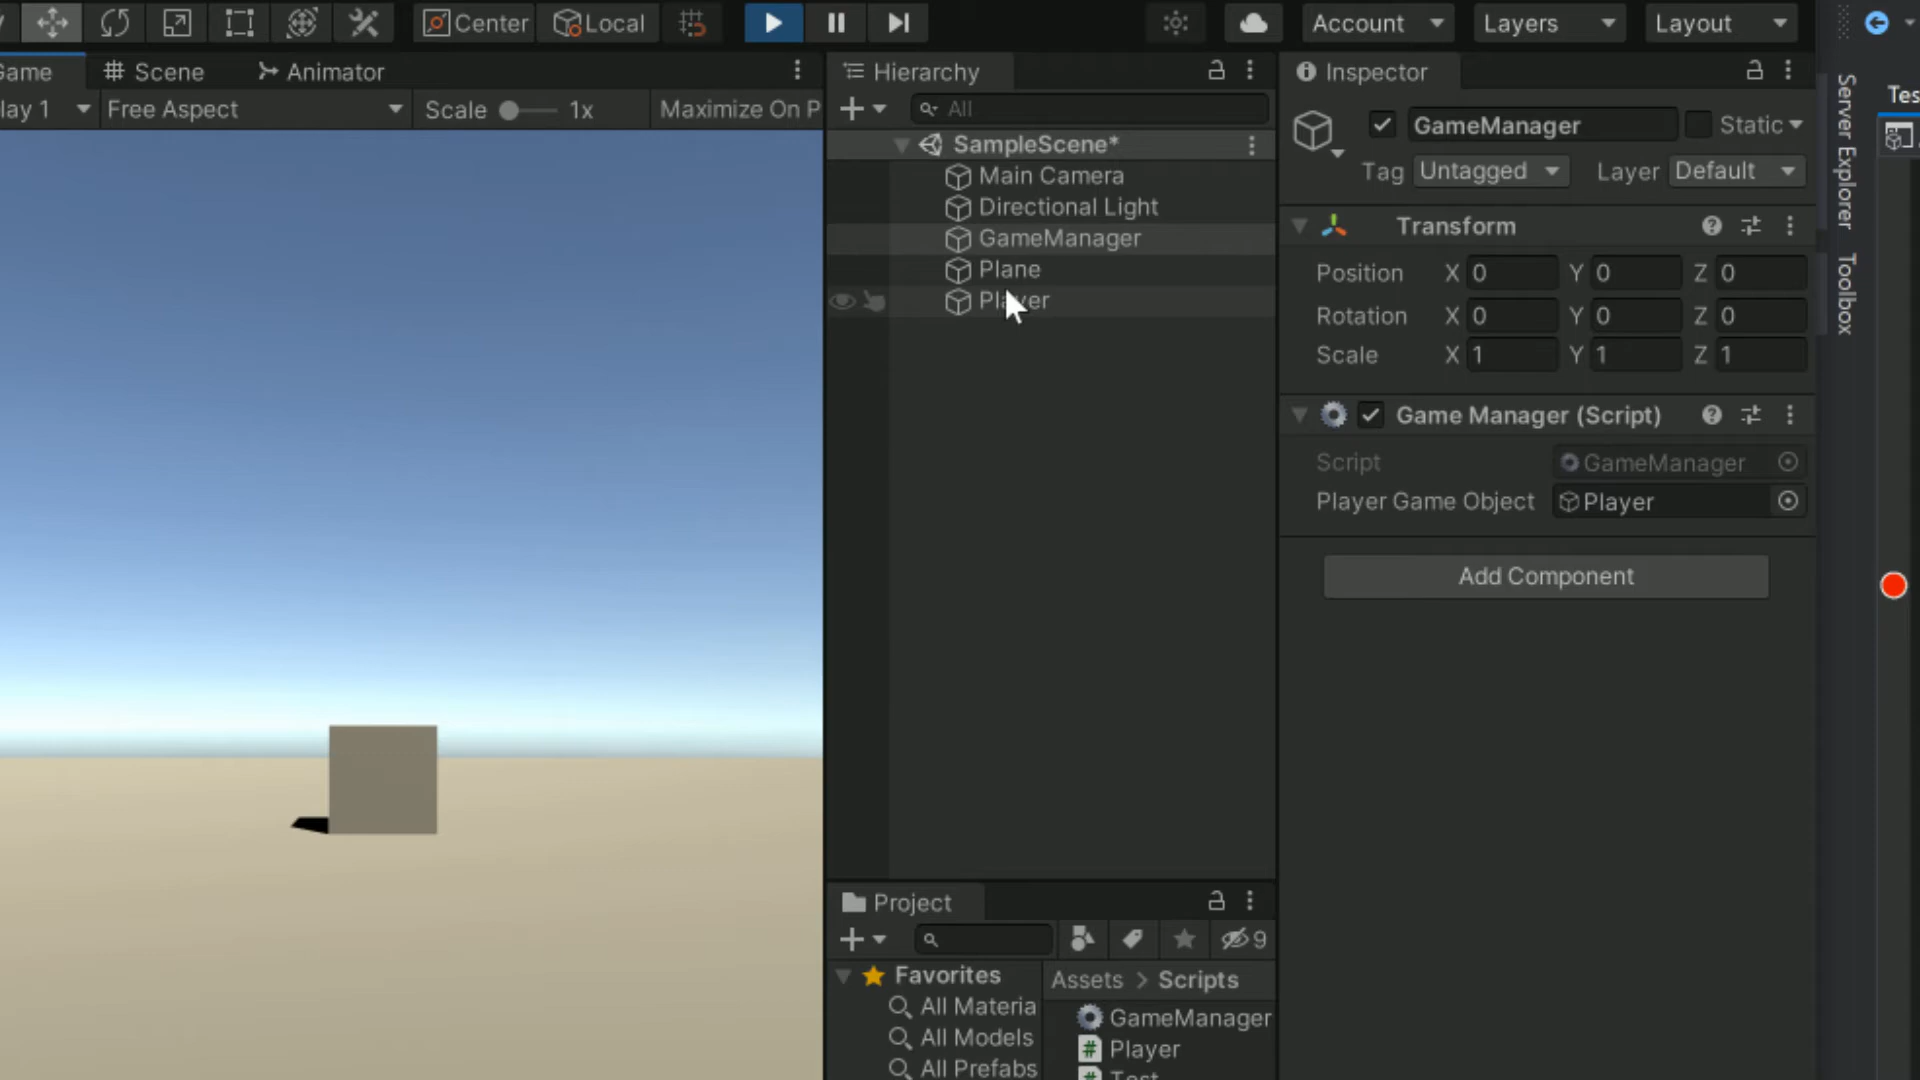 Center
Local
Account
Layers
Layout
Game
Scene
Animator
Hierarchy
Inspector
lay 1
Free Aspect
Scale
1x
Maximize On P
All
SampleScene*
Main Camera
Directional Light
GameManager
Plane
Player
GameManager
Static
Tag
Untagged
Layer
Default
Transform
Position
X 0
Y 0
Z 0
Rotation
X 0
Y 0
Z 0
Scale
X 1
Y 1
Z 1
Game Manager (Script)
Script
GameManager
Player Game Object
Player
Add Component
Project
9
Favorites
All Materia
All Models
All Prefabs
Assets > Scripts
GameManager
Player
Test
Server Explorer
Toolbox
Tes